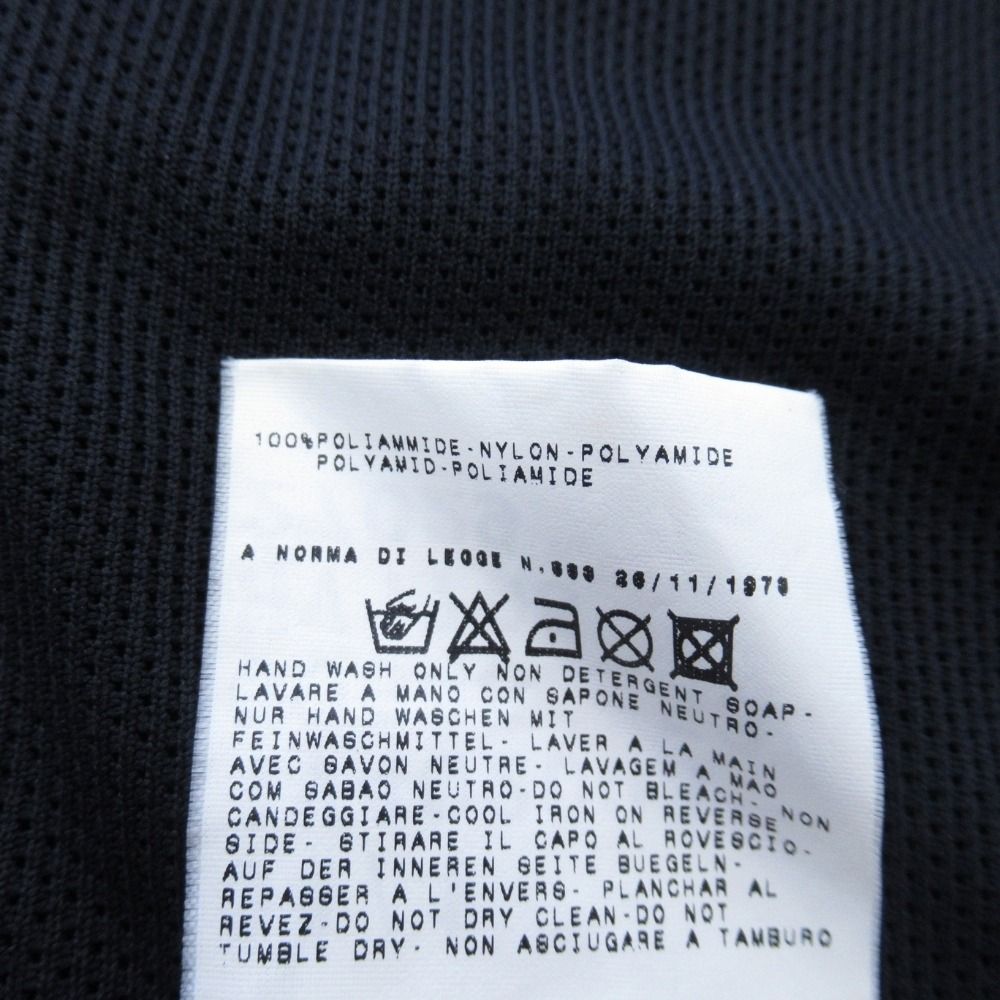 100%POLIAMMIDE-NYLON-POLYAMIDE
POLYAMID-POLIAMIDE
A NORMA DI LEGGE N.883 26/11/1973
HAND WASH ONLY NON DETERGENT SOAP-
LAVARE A MANO CON SAPONE NEUTRO-
NUR HAND WASCHEN MIT
FEINWASCHMITTEL- LAVER A LA MAIN
AVEC SAVON NEUTRE- LAVAGEM A MAO
COM SABAO NEUTRO-DO NOT BLEACH- NON
CANDEGGIARE-COOL IRON ON REVERSE
SIDE- STIRARE IL CAPO AL ROVESCIO-
AUF DER INNEREN SEITE BUEGELN-
REPASSER A L'ENVERS- PLANCHAR AL
REVEZ-DO NOT DRY CLEAN-DO NOT
TUMBLE DRY- NON ASCIUGARE A TAMBURO